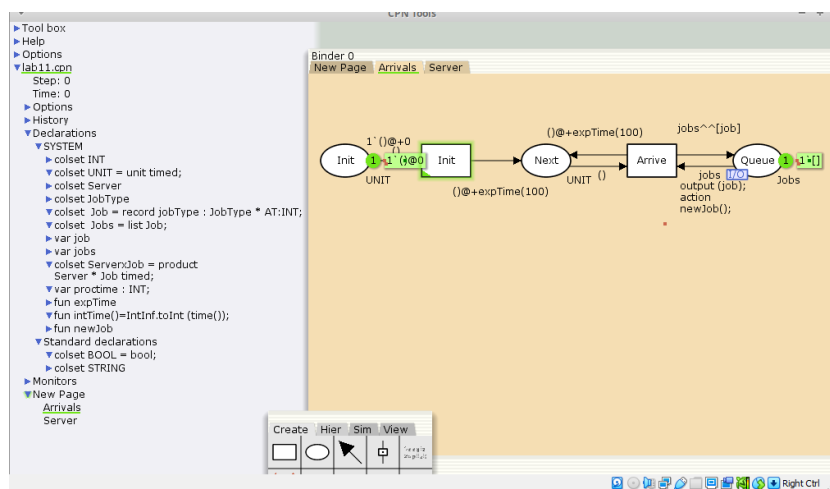 CPN Tools
Tool box
Help
Options
lab11.cpn
Step: 0
Time: 0
Options
History
Declarations
SYSTEM
colset INT
colset UNIT = unit timed;
colset Server
colset JobType
colset Job = record jobType : JobType * AT:INT;
colset Jobs = list Job;
var job
var jobs
colset ServerxJob = product
Server * Job timed;
var proctime : INT;
fun expTime
fun intTime()=IntInf.toInt (time());
fun newJob
Standard declarations
colset BOOL = bool;
colset STRING
Monitors
New Page
Arrivals
Server
Binder 0
New Page Arrivals Server
1`()@+0
()
()@+expTime(100)
jobs^^[job]
Init 1 1`()@0 Init Next Arrive Queue 1 1`[]
UNIT
()@+expTime(100)
UNIT ()
jobs I/O Jobs
output (job);
action
newJob();
Create Hier Sim View
Right Ctrl